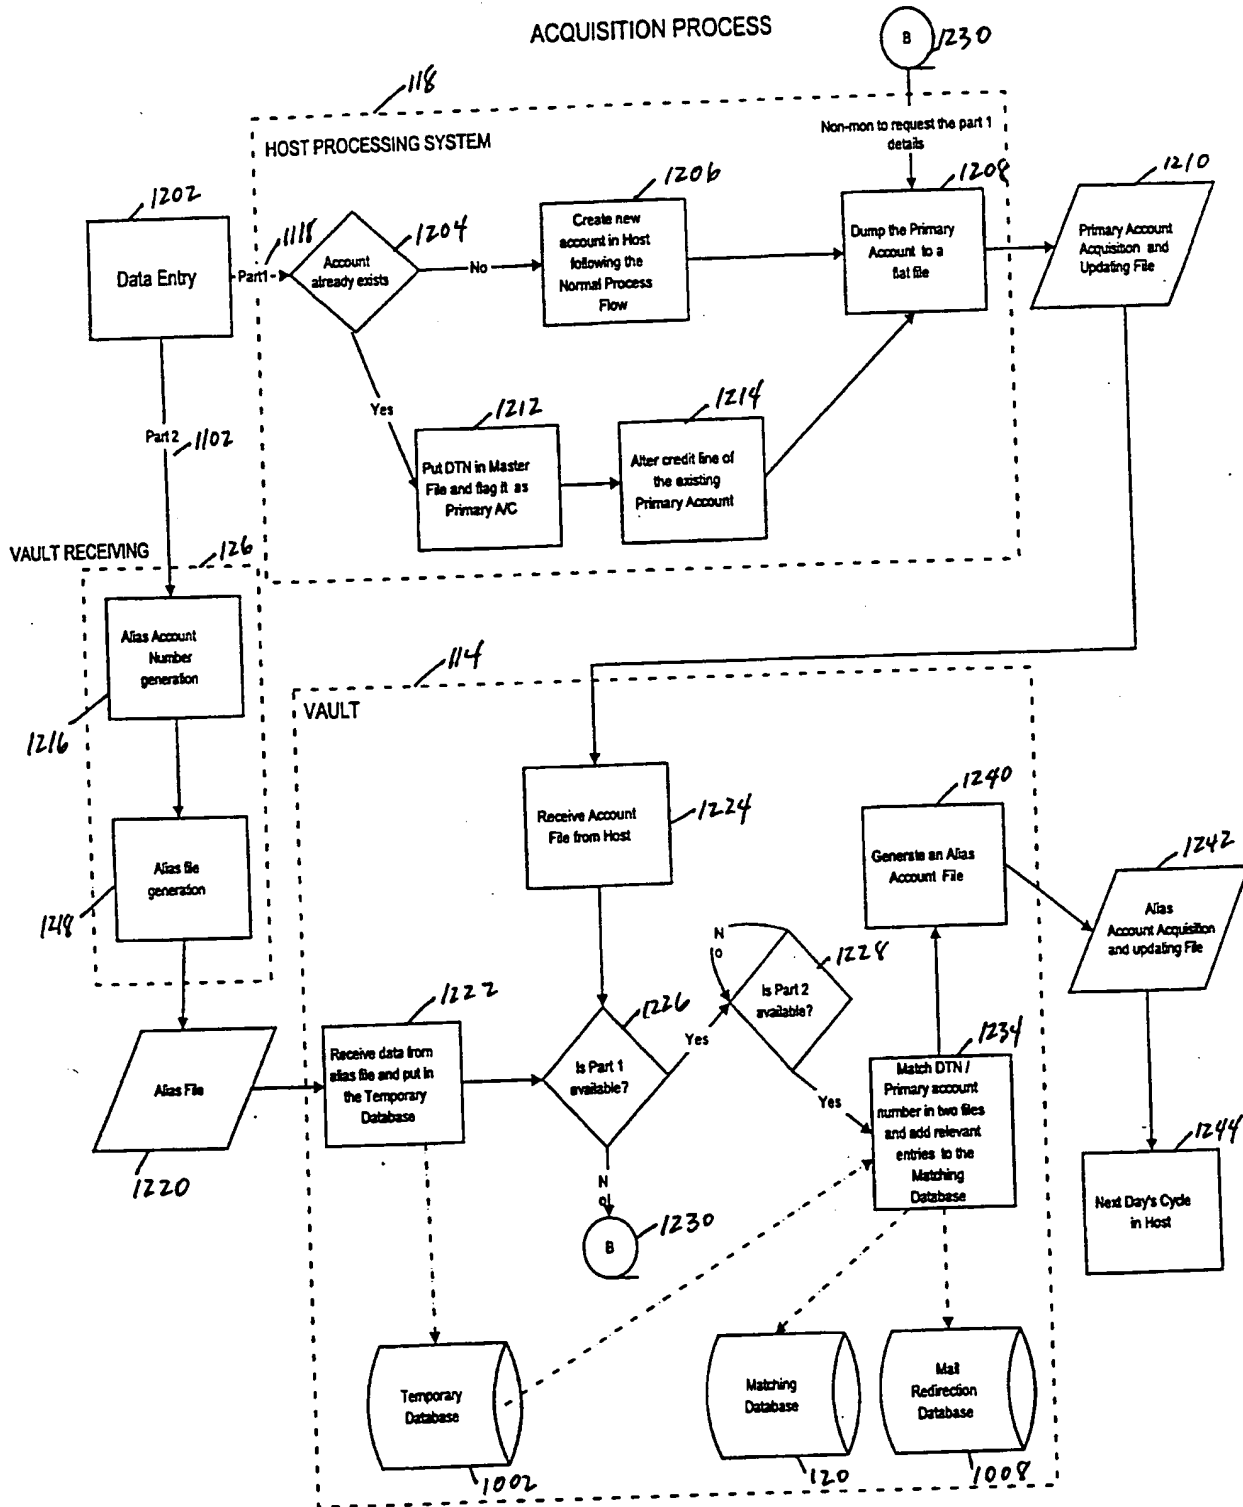 ACQUISITION PROCESS
B
1230
118
Non-mon to request the part 1
details
HOST PROCESSING SYSTEM
1202
1118
1204
1206
1208
1210
Data Entry
Part1
Account
already exists
No
Create new
account in Host
following the
Normal Process
Flow
Dump the Primary
Account to a
flat file
Primary Account
Acquisition and
Updating File
Yes
1212
1214
Part 2
1102
Put DTN in Master
File and flag it as
Primary A/C
Alter credit line of
the existing
Primary Account
VAULT RECEIVING
126
Alias Account
Number
generation
1216
114
VAULT
Receive Account
File from Host
1224
1240
Generate an Alias
Account File
1242
Alias
Account Acquisition
and updating File
Alias file
generation
1218
N
o
1228
Is Part 2
available?
1222
1226
Yes
1234
Alias File
Receive data from
alias file and put in
the Temporary
Database
Is Part 1
available?
Yes
Match DTN /
Primary account
number in two files
and add relevant
entries to the
Matching
Database
1220
N
o
1244
Next Day's Cycle
in Host
B
1230
Temporary
Database
Matching
Database
Mail
Redirection
Database
1002
120
1008